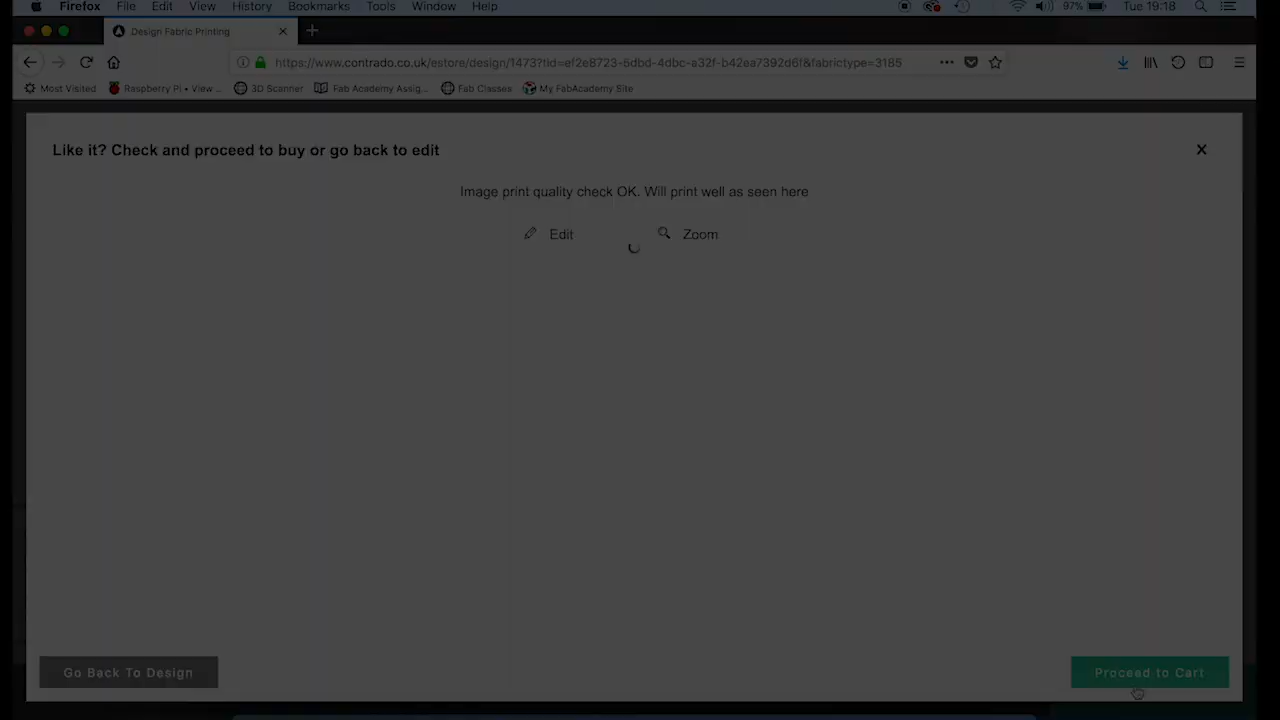 Firefox File Edit View History Bookmarks Tools Window Help 97% Tue 19:18
Design Fabric Printing
https://www.contrado.co.uk/estore/design/1473?tid=ef2e8723-6dbd-4dbc-a32f-b42ea7392d6f&fabrictype=3185
Most Visited Raspberry Pi • View ... 3D Scanner Fab Academy Assig... Fab Classes My FabAcademy Site
Like it? Check and proceed to buy or go back to edit
Image print quality check OK. Will print well as seen here
Edit Zoom
Go Back To Design Proceed to Cart